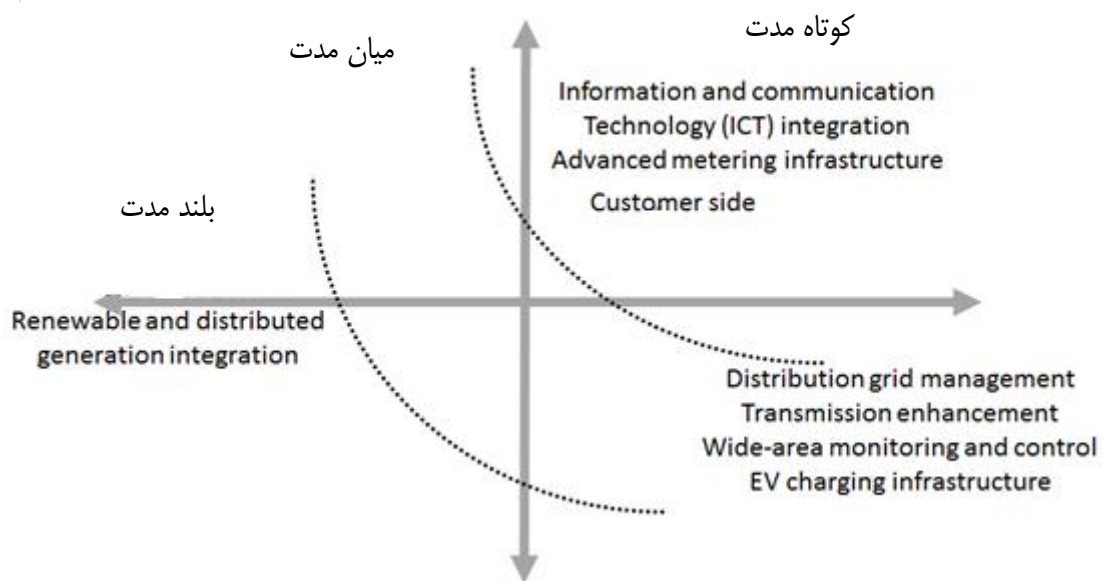 کوتاه مدت
میان مدت
Information and communication
Technology (ICT) integration
Advanced metering infrastructure
Customer side
بلند مدت
Renewable and distributed
generation integration
Distribution grid management
Transmission enhancement
Wide-area monitoring and control
EV charging infrastructure